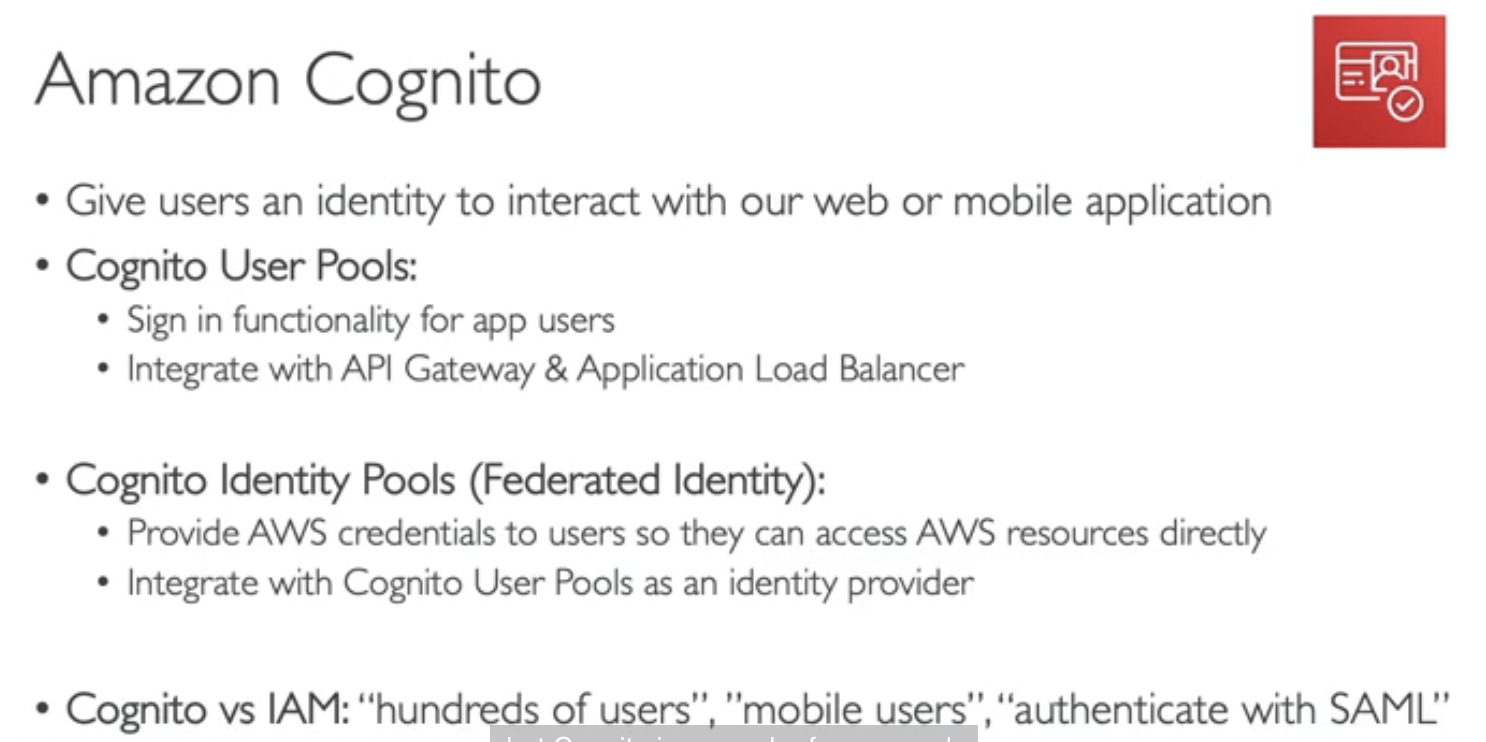 Amazon Cognito
• Give users an identity to interact with our web or mobile application
• Cognito User Pools:
• Sign in functionality for app users
• Integrate with API Gateway & Application Load Balancer
• Cognito Identity Pools (Federated Identity):
• Provide AWS credentials to users so they can access AWS resources directly
• Integrate with Cognito User Pools as an identity provider
• Cognito vs IAM: “hundreds of users”, ”mobile users”, “authenticate with SAML”